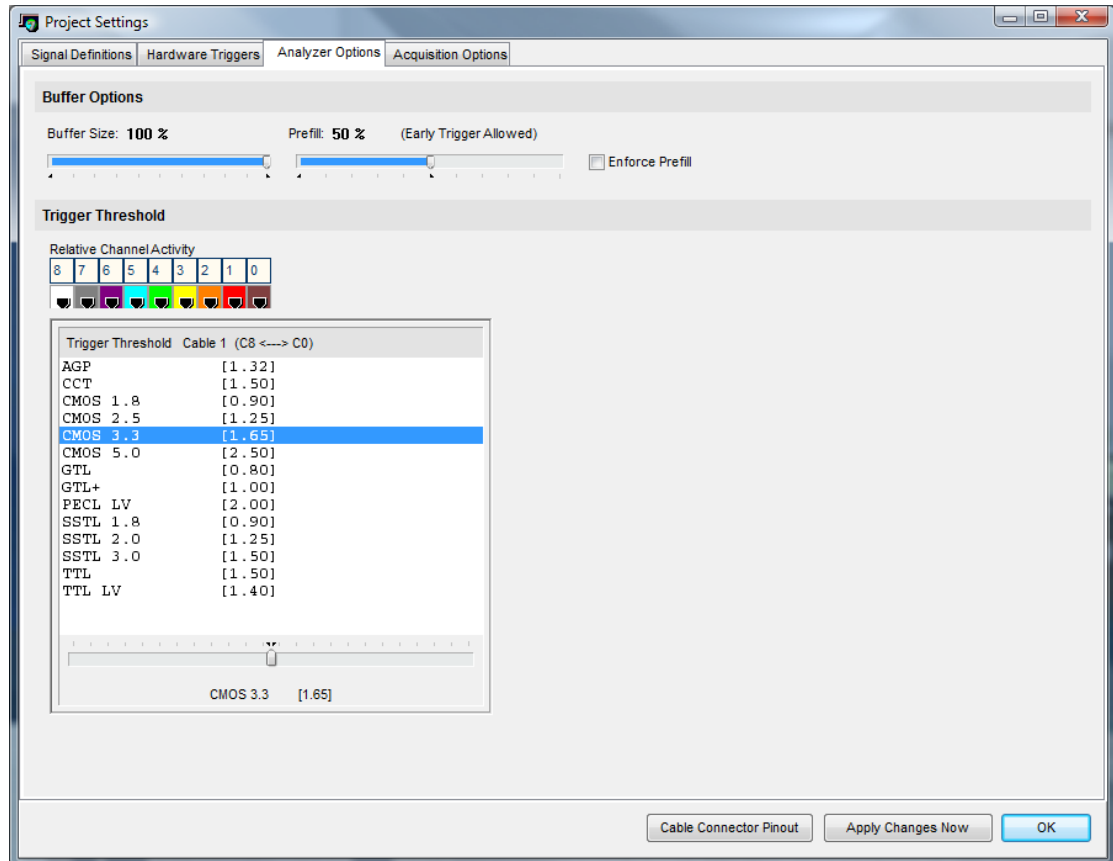 Project Settings
Signal Definitions Hardware Triggers Analyzer Options Acquisition Options
Buffer Options
Buffer Size: 100 % Prefill: 50 % (Early Trigger Allowed)
Enforce Prefill
Trigger Threshold
Relative Channel Activity
8 7 6 5 4 3 2 1 0
Trigger Threshold Cable 1 (C8 <---> C0)
AGP [1.32]
CCT [1.50]
CMOS 1.8 [0.90]
CMOS 2.5 [1.25]
CMOS 3.3 [1.65]
CMOS 5.0 [2.50]
GTL [0.80]
GTL+ [1.00]
PECL LV [2.00]
SSTL 1.8 [0.90]
SSTL 2.0 [1.25]
SSTL 3.0 [1.50]
TTL [1.50]
TTL LV [1.40]
CMOS 3.3 [1.65]
Cable Connector Pinout Apply Changes Now OK